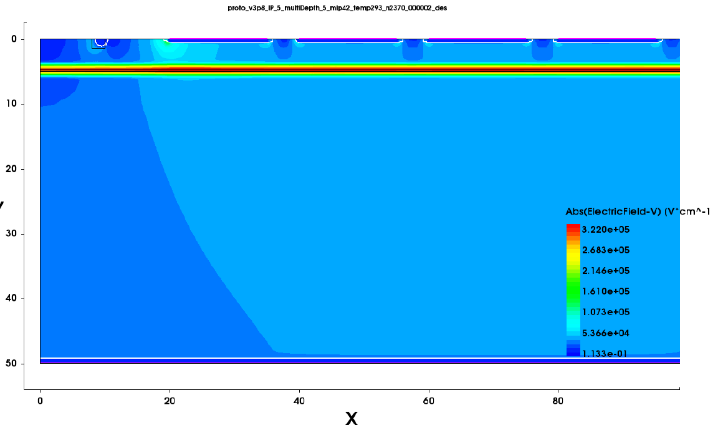 proto_v3p8_IP_5_multiDepth_5_mip42_temp293_n2370_000002_des
0
10
20
30
40
50
Abs(ElectricField-V) (V*cm^-1
3.220e+05
2.683e+05
2.146e+05
1.610e+05
1.073e+05
5.366e+04
1.133e-01
0
20
40
60
80
X